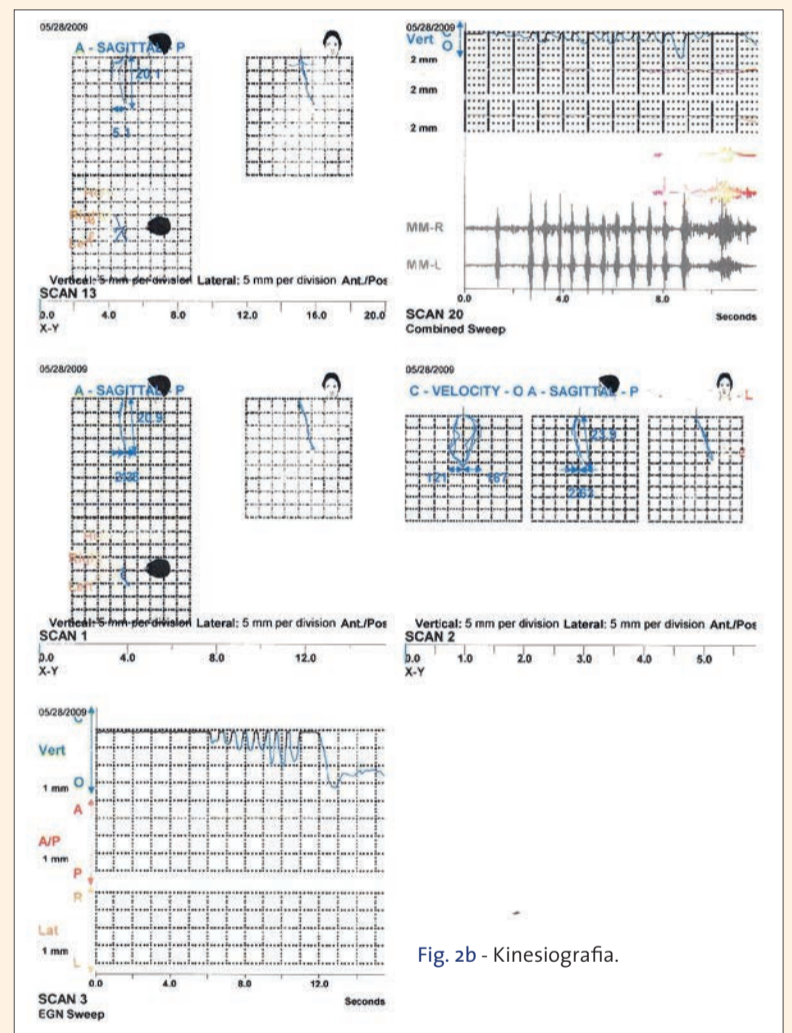 05/28/2009
A - SAGITTAL - P
20.1
5.1
Vertical: 5 mm per division Lateral: 5 mm per division Ant./Pos
SCAN 13
0.0 4.0 8.0 12.0 16.0 20.0
X-Y
05/28/2009
Vert
O
2 mm
2 mm
2 mm
MM-R
MM-L
0.0 4.0 8.0
SCAN 20 Seconds
Combined Sweep
05/28/2009
A - SAGITTAL - P
20.9
Vertical: 5 mm per division Lateral: 5 mm per division Ant./Pos
SCAN 1
0.0 4.0 8.0 12.0
X-Y
05/28/2009
C - VELOCITY - O A - SAGITTAL - P - L
121 167
23.9
Vertical: 5 mm per division Lateral: 5 mm per division Ant./Pos
SCAN 2
0.0 1.0 2.0 3.0 4.0 5.0
X-Y
05/28/2009
C
Vert
1 mm O
A
A/P
1 mm
P
R
Lat
1 mm
L
0.0 4.0 8.0 12.0
SCAN 3 Seconds
EGN Sweep
Fig. 2b - Kinesiografia.